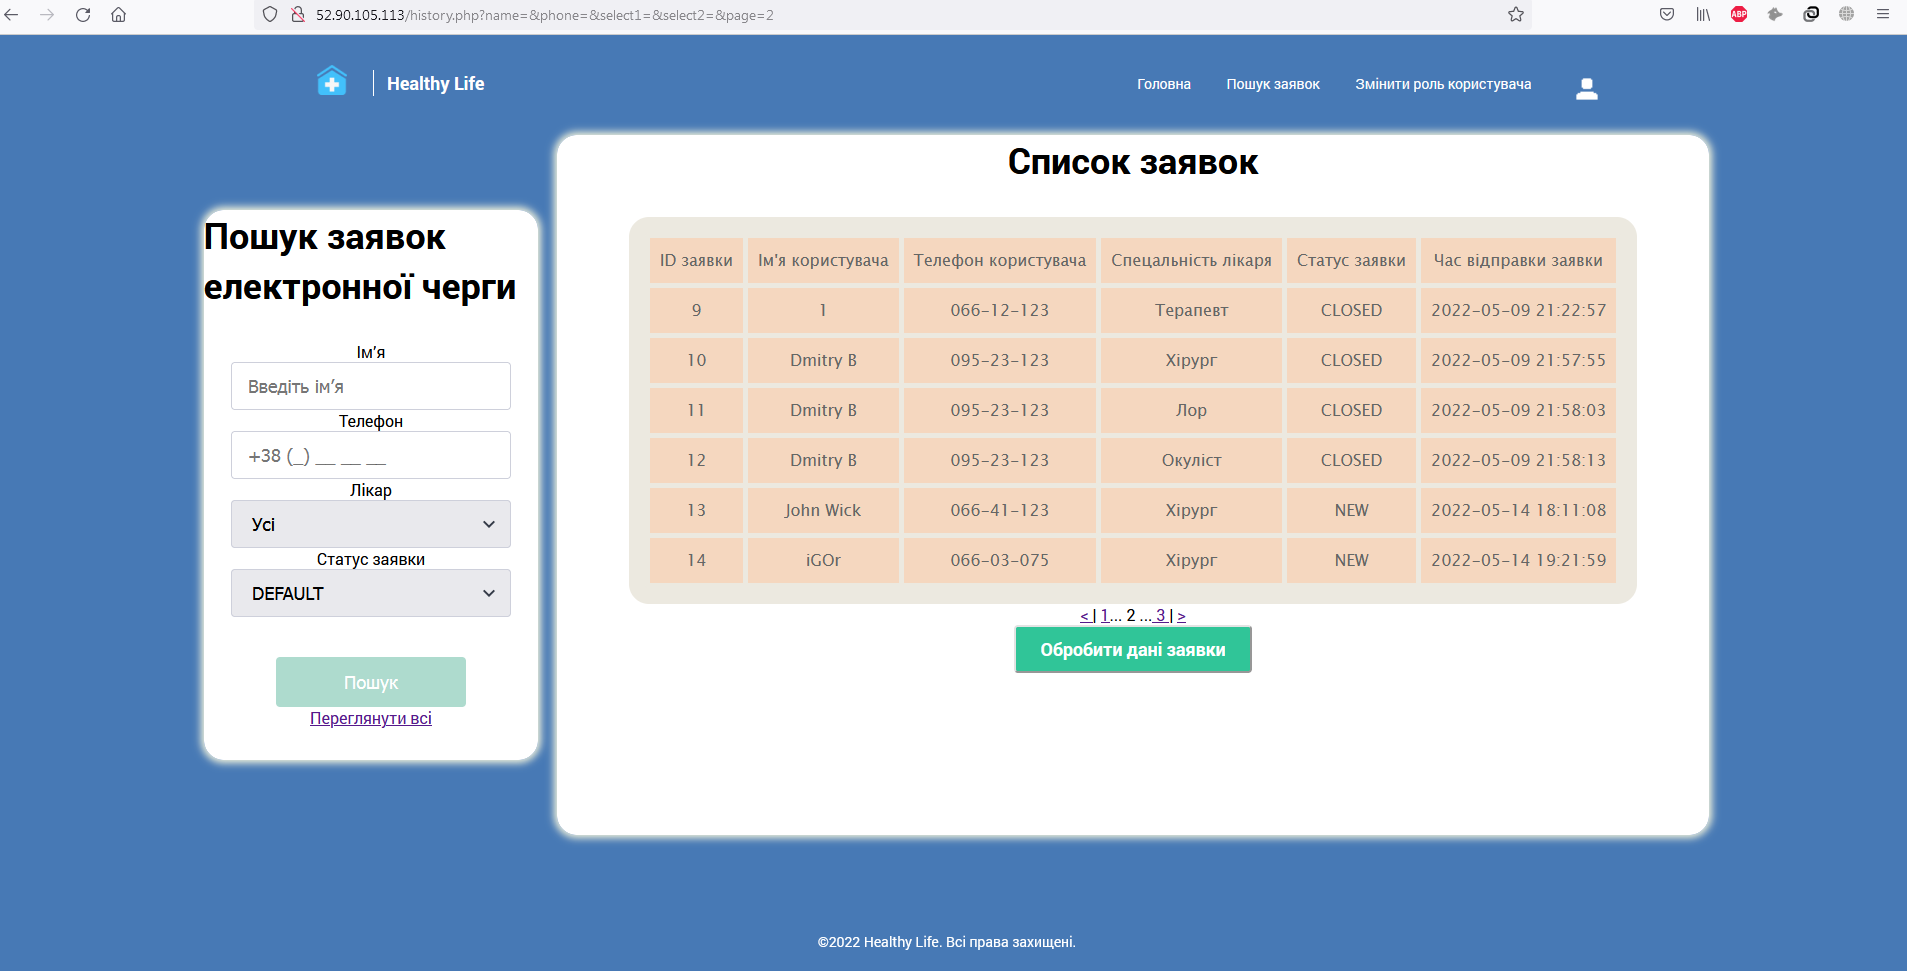 52.90.105.113/history.php?name=&phone=&select1=&select2=&page=2
ABP
Healthy Life
Головна Пошук заявок Змінити роль користувача
Пошук заявок
електронної черги
Ім'я
Введіть ім'я
Телефон
+38 (_) __ __ __
Лікар
Усі
Статус заявки
DEFAULT
Пошук
Переглянути всі
Список заявок
ID заявки Ім'я користувача Телефон користувача Спецальність лікаря Статус заявки Час відправки заявки
9 1 066-12-123 Терапевт CLOSED 2022-05-09 21:22:57
10 Dmitry B 095-23-123 Хірург CLOSED 2022-05-09 21:57:55
11 Dmitry B 095-23-123 Лор CLOSED 2022-05-09 21:58:03
12 Dmitry B 095-23-123 Окуліст CLOSED 2022-05-09 21:58:13
13 John Wick 066-41-123 Хірург NEW 2022-05-14 18:11:08
14 iGOr 066-03-075 Хірург NEW 2022-05-14 19:21:59
< | 1... 2 ... 3 | >
Обробити дані заявки
©2022 Healthy Life. Всі права захищені.